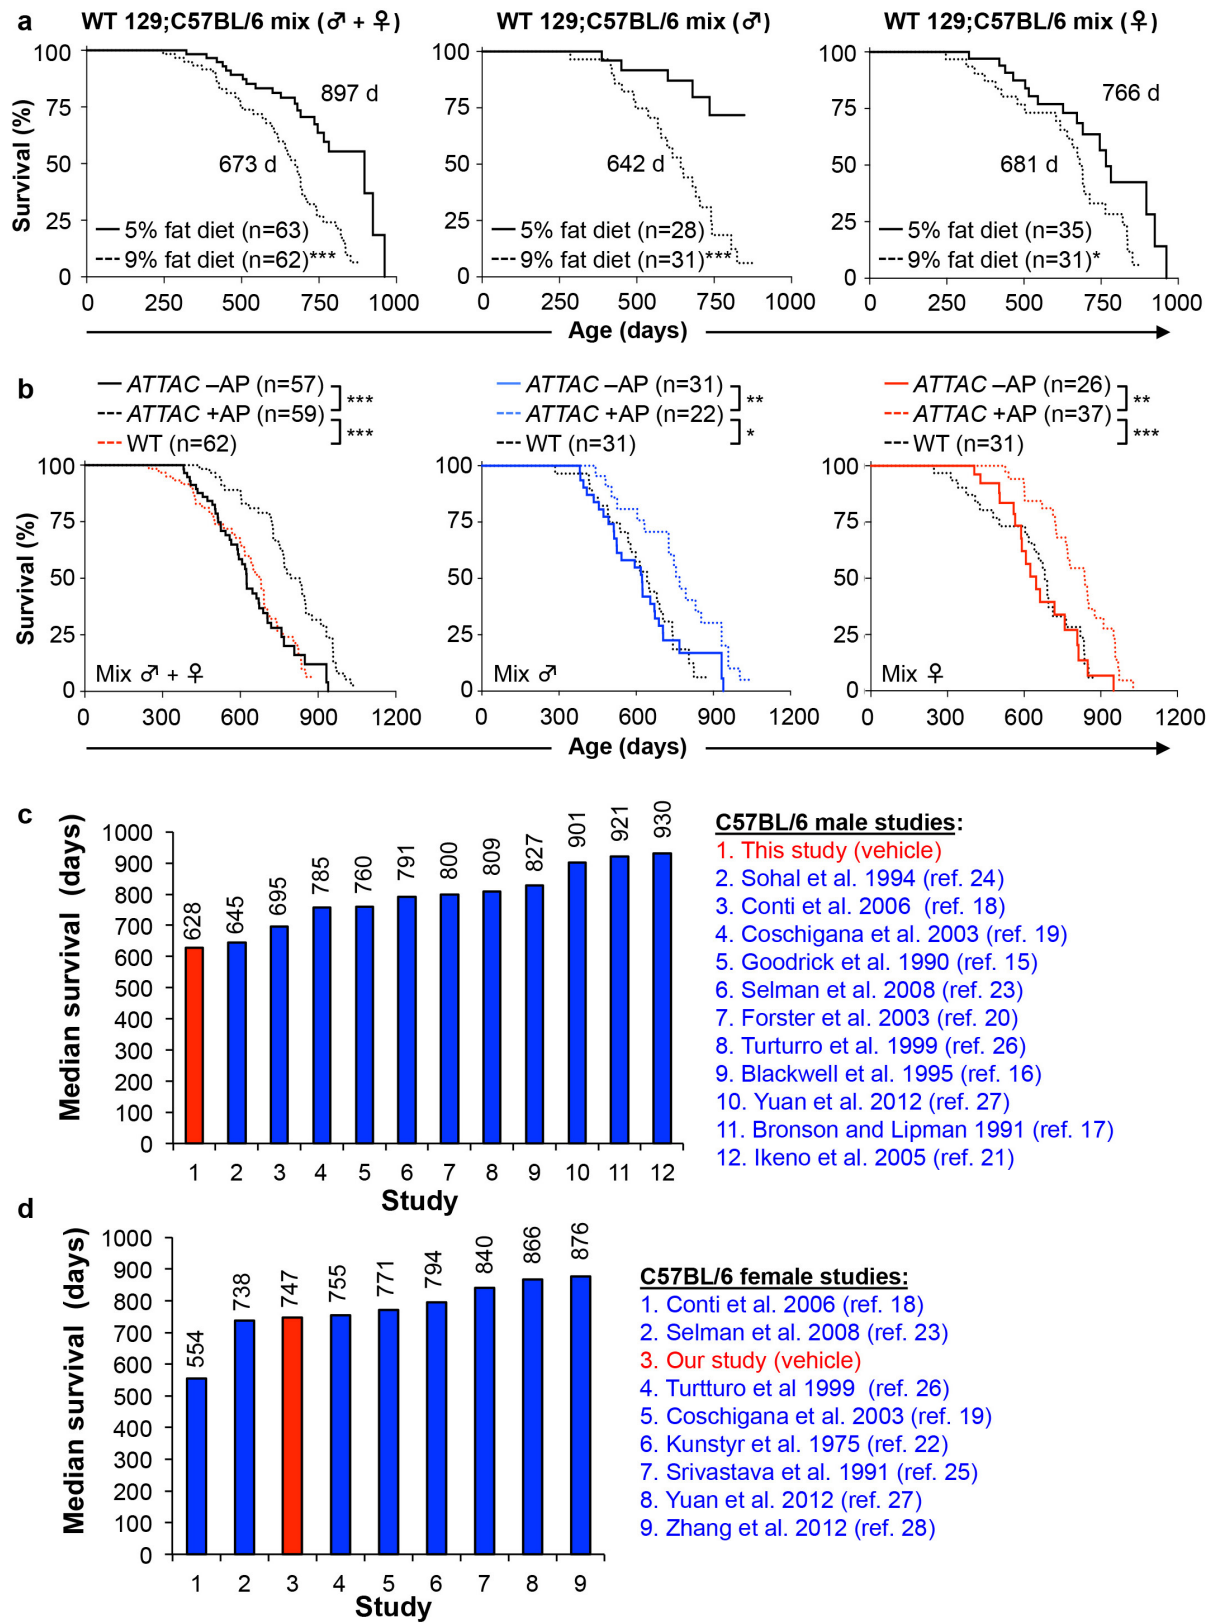 a
WT 129;C57BL/6 mix (♂ + ♀)
WT 129;C57BL/6 mix (♂)
WT 129;C57BL/6 mix (♀)
Survival (%)
100
75
50
25
0
897 d
673 d
5% fat diet (n=63)
9% fat diet (n=62)***
0 250 500 750 1000
100
75
50
25
0
642 d
5% fat diet (n=28)
9% fat diet (n=31)***
0 250 500 750 1000
100
75
50
25
0
766 d
681 d
5% fat diet (n=35)
9% fat diet (n=31)*
0 250 500 750 1000
Age (days)
b
ATTAC –AP (n=57)
ATTAC +AP (n=59)
WT (n=62)
***
***
ATTAC –AP (n=31)
ATTAC +AP (n=22)
WT (n=31)
**
*
ATTAC –AP (n=26)
ATTAC +AP (n=37)
WT (n=31)
**
***
Survival (%)
100
75
50
25
0
Mix ♂ + ♀
0 300 600 900 1200
100
75
50
25
0
Mix ♂
0 300 600 900 1200
100
75
50
25
0
Mix ♀
0 300 600 900 1200
Age (days)
c
Median survival (days)
1000
900
800
700
600
500
400
300
200
100
0
628 645 695 785 760 791 800 809 827 901 921 930
1 2 3 4 5 6 7 8 9 10 11 12
Study
C57BL/6 male studies:
1. This study (vehicle)
2. Sohal et al. 1994 (ref. 24)
3. Conti et al. 2006 (ref. 18)
4. Coschigana et al. 2003 (ref. 19)
5. Goodrick et al. 1990 (ref. 15)
6. Selman et al. 2008 (ref. 23)
7. Forster et al. 2003 (ref. 20)
8. Turturro et al. 1999 (ref. 26)
9. Blackwell et al. 1995 (ref. 16)
10. Yuan et al. 2012 (ref. 27)
11. Bronson and Lipman 1991 (ref. 17)
12. Ikeno et al. 2005 (ref. 21)
d
Median survival (days)
1000
900
800
700
600
500
400
300
200
100
0
554 738 747 755 771 794 840 866 876
1 2 3 4 5 6 7 8 9
Study
C57BL/6 female studies:
1. Conti et al. 2006 (ref. 18)
2. Selman et al. 2008 (ref. 23)
3. Our study (vehicle)
4. Turtturo et al 1999 (ref. 26)
5. Coschigana et al. 2003 (ref. 19)
6. Kunstyr et al. 1975 (ref. 22)
7. Srivastava et al. 1991 (ref. 25)
8. Yuan et al. 2012 (ref. 27)
9. Zhang et al. 2012 (ref. 28)